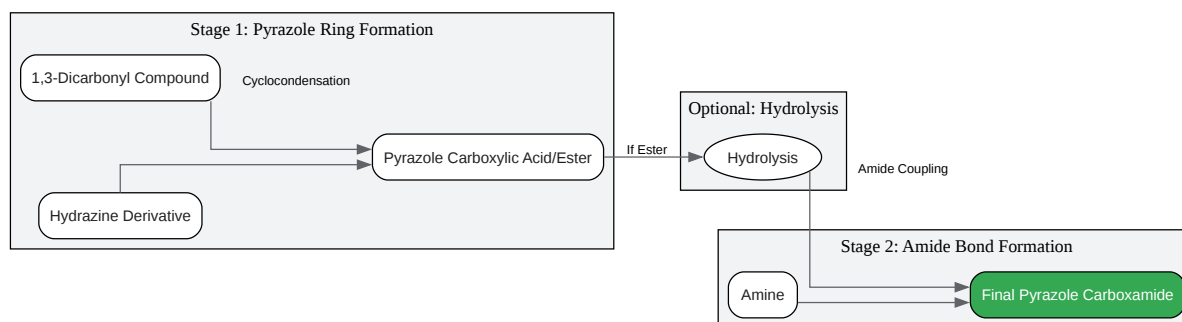 Stage 1: Pyrazole Ring Formation
1,3-Dicarbonyl Compound
Cyclocondensation
Pyrazole Carboxylic Acid/Ester
Hydrazine Derivative
If Ester
Optional: Hydrolysis
Hydrolysis
Amide Coupling
Stage 2: Amide Bond Formation
Amine
Final Pyrazole Carboxamide